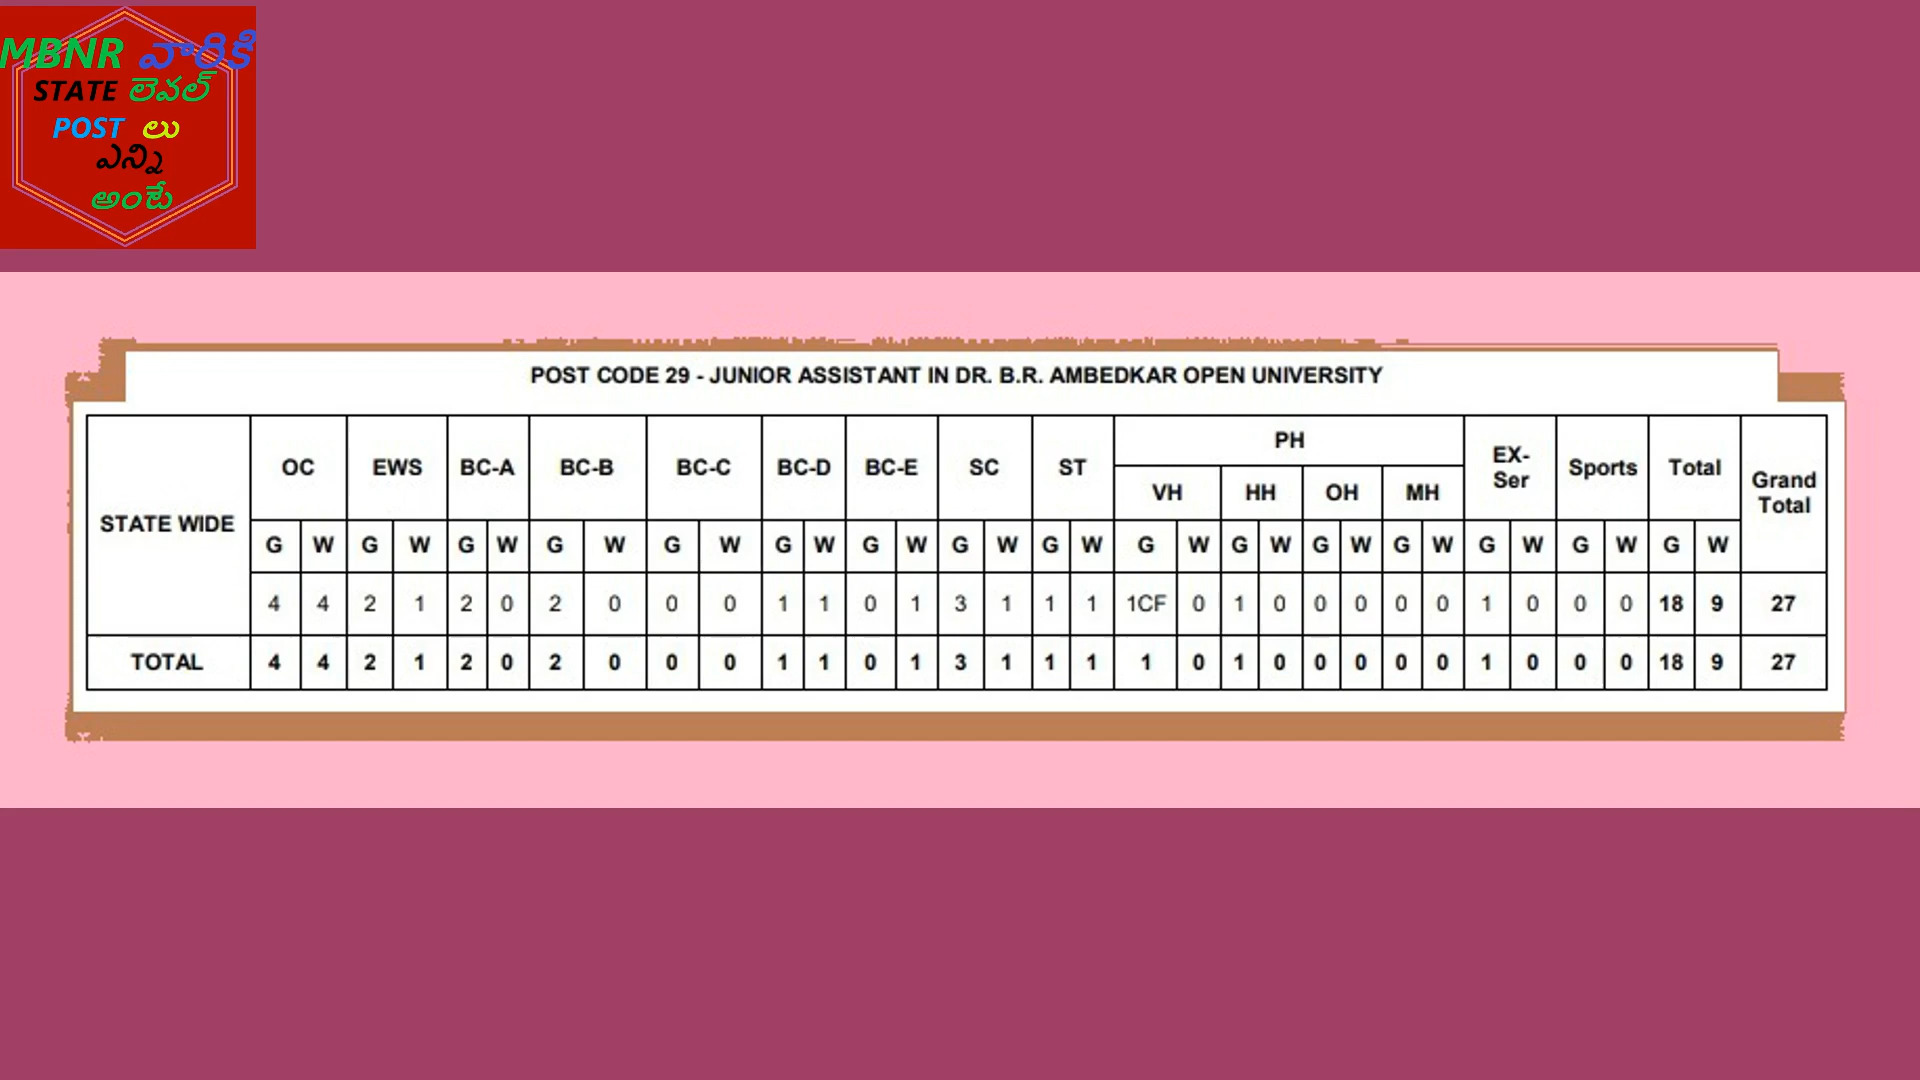 MBNR వారికి
STATE లెవల్
POST లు
ఎన్ని
అంటే
POST CODE 29 - JUNIOR ASSISTANT IN DR. B.R. AMBEDKAR OPEN UNIVERSITY
STATE WIDE OC EWS BC-A BC-B BC-C BC-D BC-E SC ST PH EX-Ser Sports Total Grand Total
VH HH OH MH
G W G W G W G W G W G W G W G W G W G W G W G W G W G W G W G W
4 4 2 1 2 0 2 0 0 0 1 1 0 1 3 1 1 1 1CF 0 1 0 0 0 0 0 1 0 0 0 18 9 27
TOTAL 4 4 2 1 2 0 2 0 0 0 1 1 0 1 3 1 1 1 1 0 1 0 0 0 0 0 1 0 0 0 18 9 27